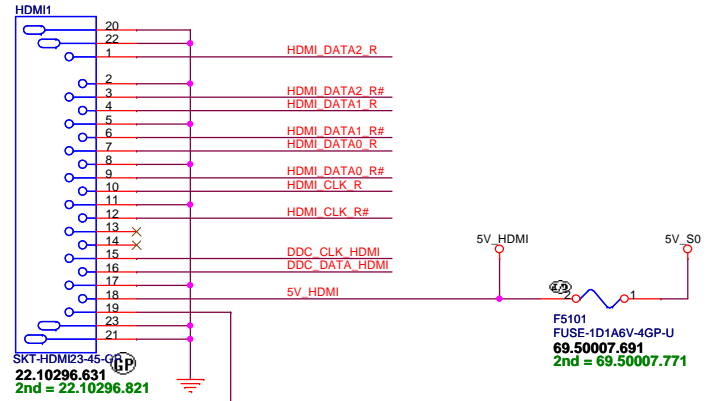 HDMI1
20
22
1
HDMI_DATA2_R
2
3
HDMI_DATA2_R#
4
HDMI_DATA1_R
5
6
HDMI_DATA1_R#
7
HDMI_DATA0_R
8
9
HDMI_DATA0_R#
10
HDMI_CLK_R
11
12
HDMI_CLK_R#
13
14
5V_HDMI
5V_S0
15
DDC_CLK_HDMI
16
DDC_DATA_HDMI
17
18
5V_HDMI
2
1
19
23
21
F5101
FUSE-1D1A6V-4GP-U
69.50007.691
2nd = 69.50007.771
SKT-HDMI23-45-GP
GP
22.10296.631
2nd = 22.10296.821